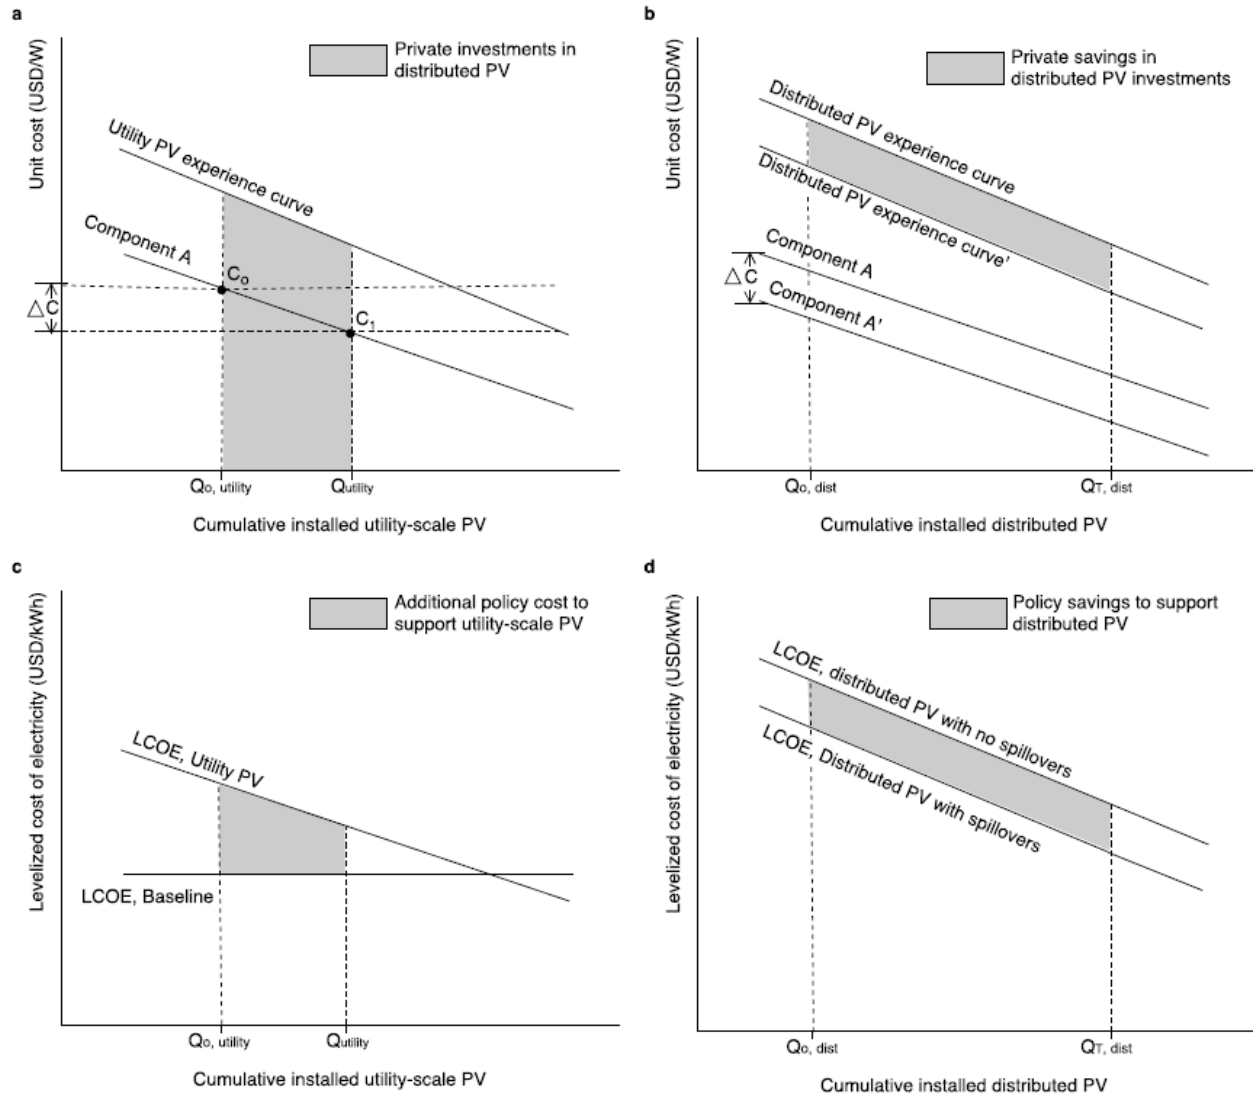 a
Unit cost (USD/W)
Private investments in
distributed PV
Utility PV experience curve
Component A
C₀
C₁
△C
Q₀, utility
Qutility
Cumulative installed utility-scale PV
b
Unit cost (USD/W)
Private savings in
distributed PV investments
Distributed PV experience curve
Distributed PV experience curve'
Component A
△C
Component A'
Q₀, dist
QT, dist
Cumulative installed distributed PV
c
Levelized cost of electricity (USD/kWh)
Additional policy cost to
support utility-scale PV
LCOE, Utility PV
LCOE, Baseline
Q₀, utility
Qutility
Cumulative installed utility-scale PV
d
Levelized cost of electricity (USD/kWh)
Policy savings to support
distributed PV
LCOE, distributed PV with no spillovers
LCOE, Distributed PV with spillovers
Q₀, dist
QT, dist
Cumulative installed distributed PV